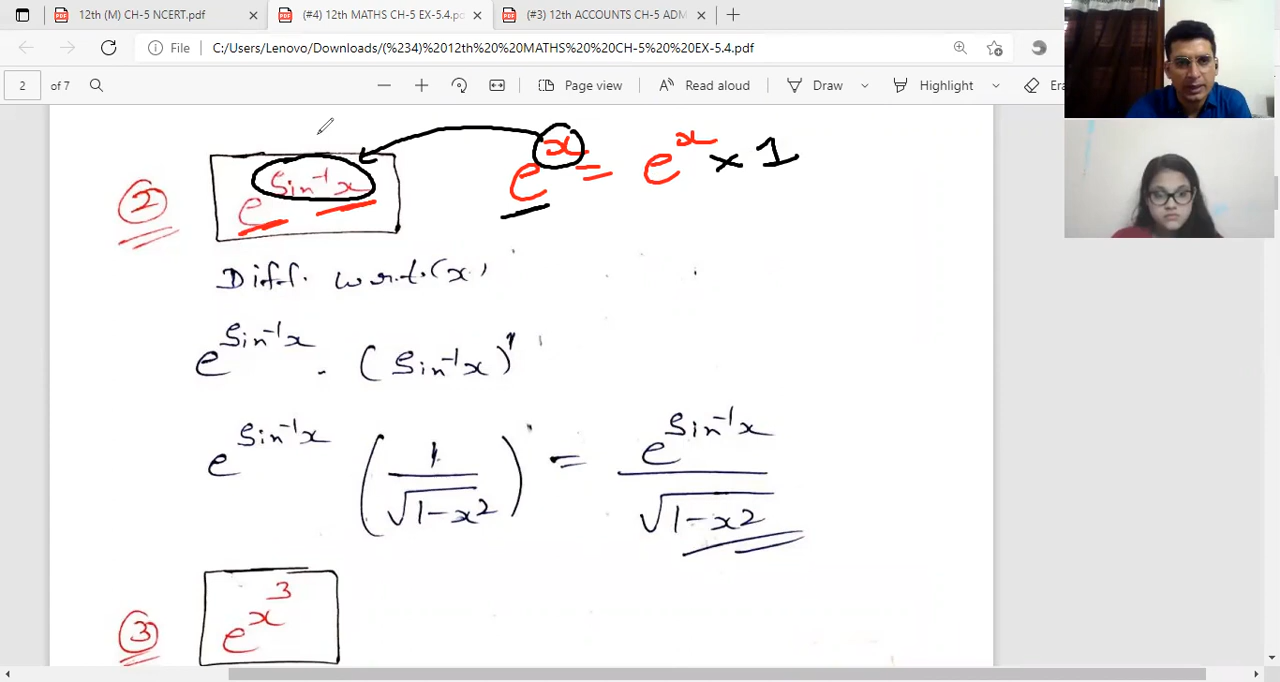 12th (M) CH-5 NCERT.pdf
(#4) 12th MATHS CH-5 EX-5.4.pd
(#3) 12th ACCOUNTS CH-5 ADM
File
C:/Users/Lenovo/Downloads/(%234)%2012th%20%20MATHS%20%20CH-5%20%20EX-5.4.pdf
2 of 7
Page view
Read aloud
Draw
Highlight
Era
② e^{Sin⁻¹x} e^x = e^x × 1
Diff. w.r.t.(x)
e^{Sin⁻¹x} . (Sin⁻¹x)'
e^{Sin⁻¹x} (1/√1-x²)' = e^{Sin⁻¹x}/√1-x²
③ e^{x³}